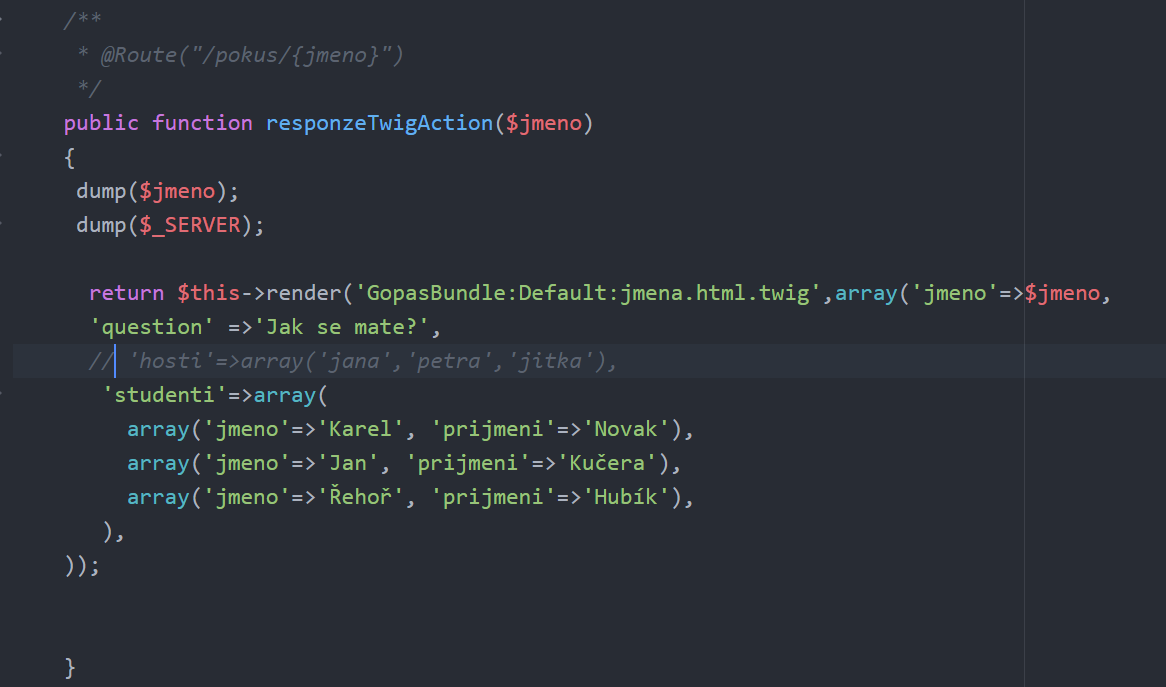 /**
 * @Route("/pokus/{jmeno}")
 */
public function responzeTwigAction($jmeno)
{
 dump($jmeno);
 dump($_SERVER);
  return $this->render('GopasBundle:Default:jmena.html.twig',array('jmeno'=>$jmeno,
  'question' =>'Jak se mate?',
  // 'hosti'=>array('jana','petra','jitka'),
   'studenti'=>array(
     array('jmeno'=>'Karel', 'prijmeni'=>'Novak'),
     array('jmeno'=>'Jan', 'prijmeni'=>'Kučera'),
     array('jmeno'=>'Řehoř', 'prijmeni'=>'Hubík'),
   ),
));
}